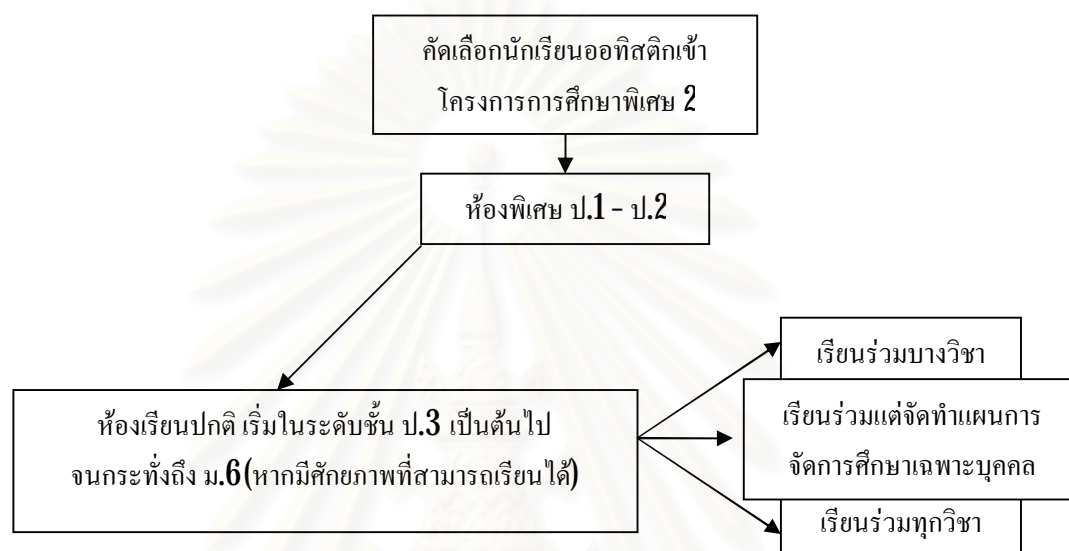 คัดเลือกนักเรียนออทิสติกเข้า
โครงการการศึกษาพิเศษ 2
ห้องพิเศษ ป.1 - ป.2
ห้องเรียนปกติ เริ่มในระดับชั้น ป.3 เป็นต้นไป
จนกระทั่งถึง ม.6 (หากมีศักยภาพที่สามารถเรียนได้)
เรียนร่วมบางวิชา
เรียนร่วมแต่จัดทำแผนการ
จัดการศึกษาเฉพาะบุคคล
เรียนร่วมทุกวิชา